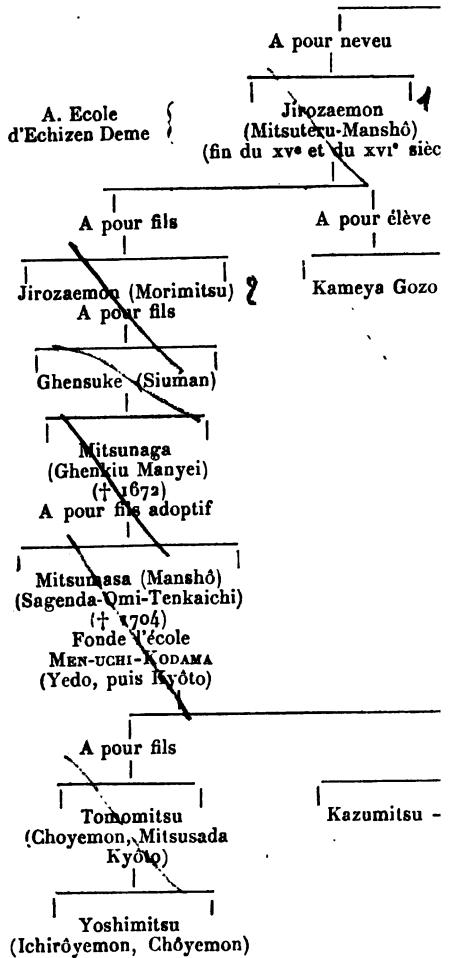 A pour neveu
A. Ecole
d'Echizen Deme
Jirozaemon
1
(Mitsuteru-Manshô)
(fin du XVe et du XVIe sièc
A pour fils
A pour élève
Jirozaemon (Morimitsu)
2
A pour fils
Kameya Gozo
Ghensuke (Siuman)
Mitsunaga
(Ghenkiu Manyei)
(† 1672)
A pour fils adoptif
Mitsumasa (Manshô)
(Sagenda-Omi-Tenkaichi)
(† 1704)
Fonde l'école
MEN-UCHI-KODAMA
(Yedo, puis Kyôto)
A pour fils
Tomomitsu
(Choyemon, Mitsusada
Kyôto)
Kazumitsu -
Yoshimitsu
(Ichirôyemon, Chôyemon)